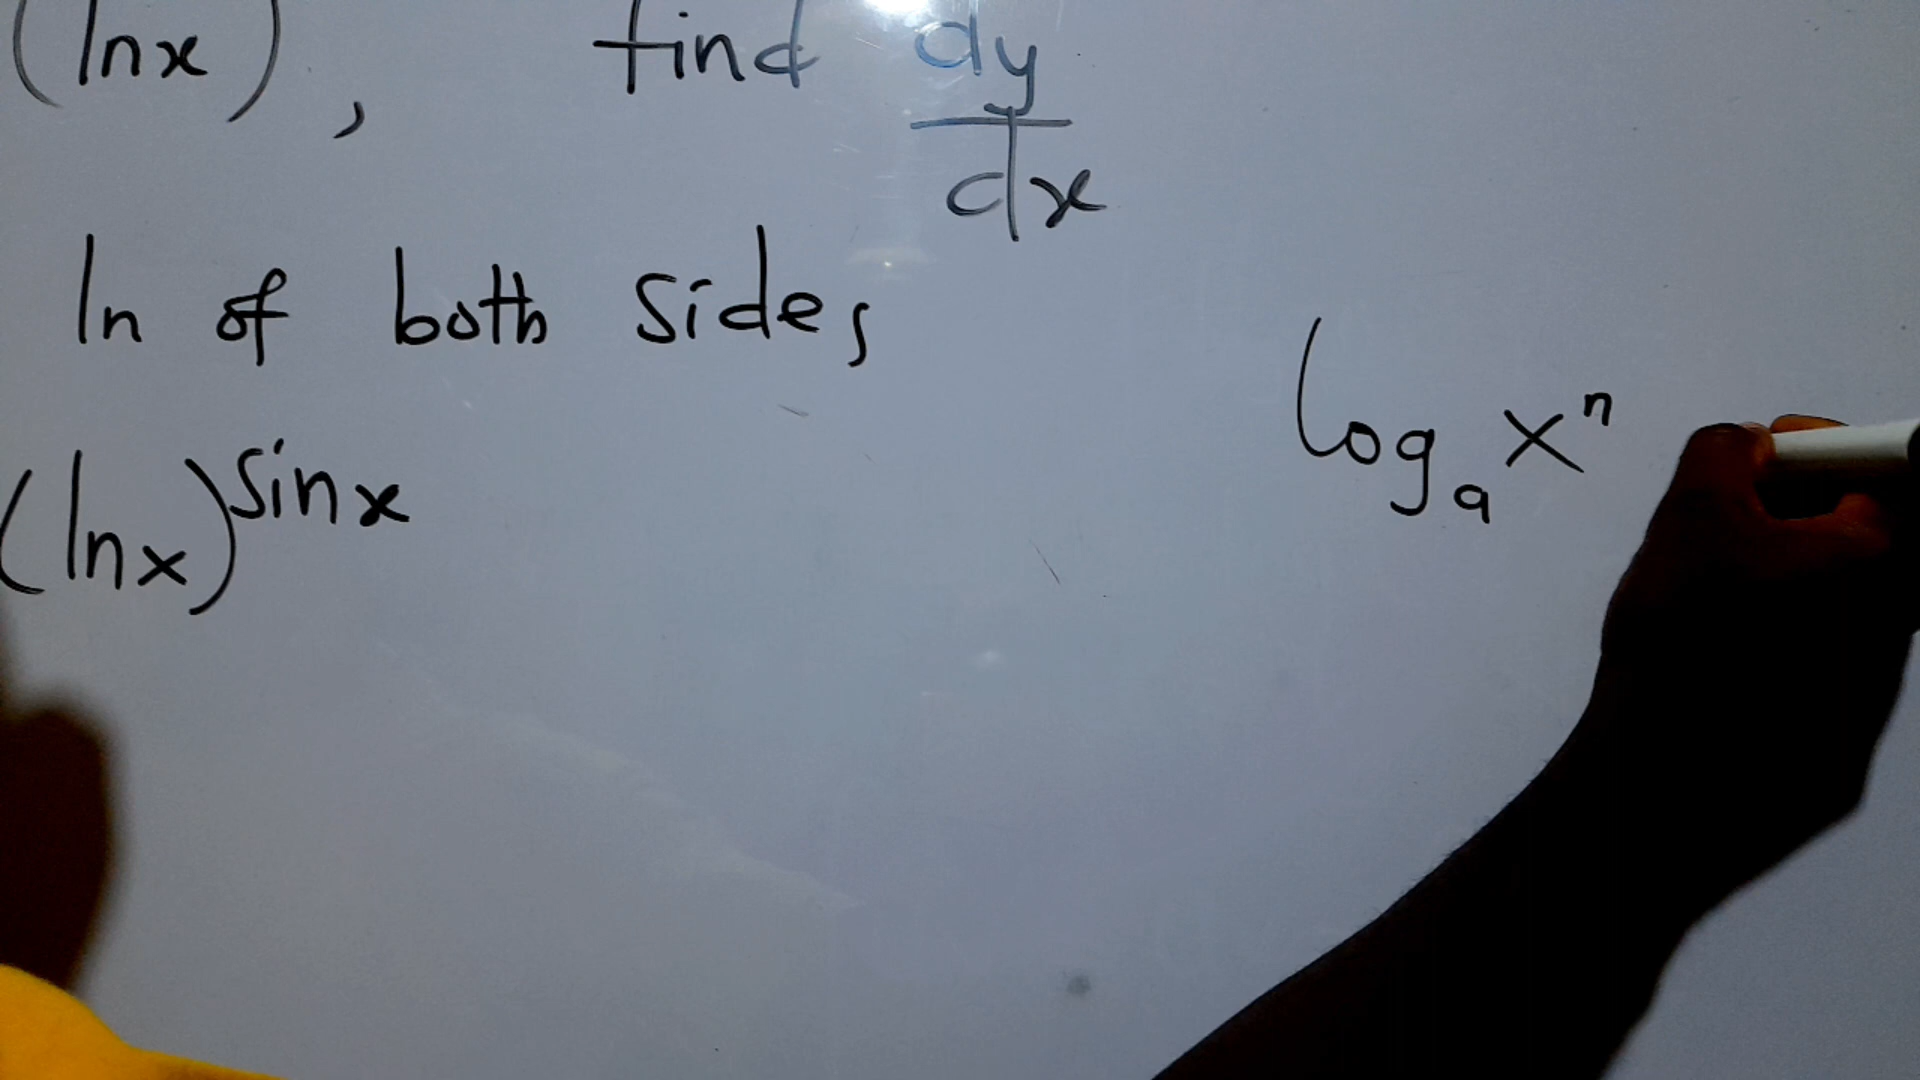 (lnx), find dy/dx
ln of both sides
(lnx)^sinx
log_a x^n